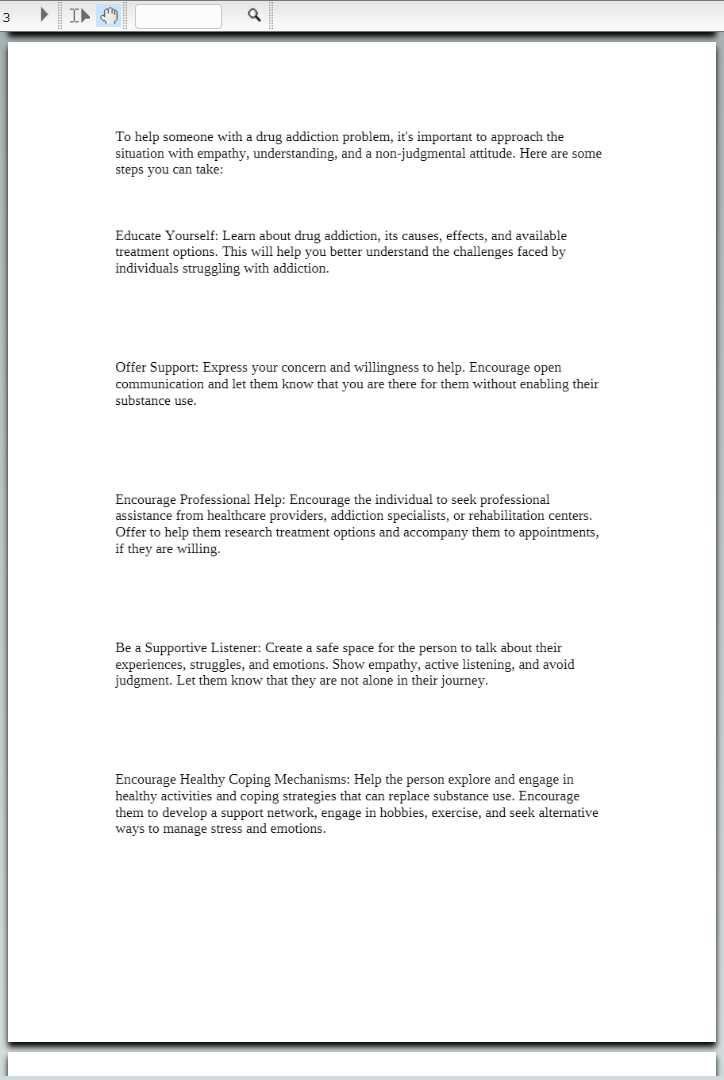 3
To help someone with a drug addiction problem, it's important to approach the
situation with empathy, understanding, and a non-judgmental attitude. Here are some
steps you can take:
Educate Yourself: Learn about drug addiction, its causes, effects, and available
treatment options. This will help you better understand the challenges faced by
individuals struggling with addiction.
Offer Support: Express your concern and willingness to help. Encourage open
communication and let them know that you are there for them without enabling their
substance use.
Encourage Professional Help: Encourage the individual to seek professional
assistance from healthcare providers, addiction specialists, or rehabilitation centers.
Offer to help them research treatment options and accompany them to appointments,
if they are willing.
Be a Supportive Listener: Create a safe space for the person to talk about their
experiences, struggles, and emotions. Show empathy, active listening, and avoid
judgment. Let them know that they are not alone in their journey.
Encourage Healthy Coping Mechanisms: Help the person explore and engage in
healthy activities and coping strategies that can replace substance use. Encourage
them to develop a support network, engage in hobbies, exercise, and seek alternative
ways to manage stress and emotions.